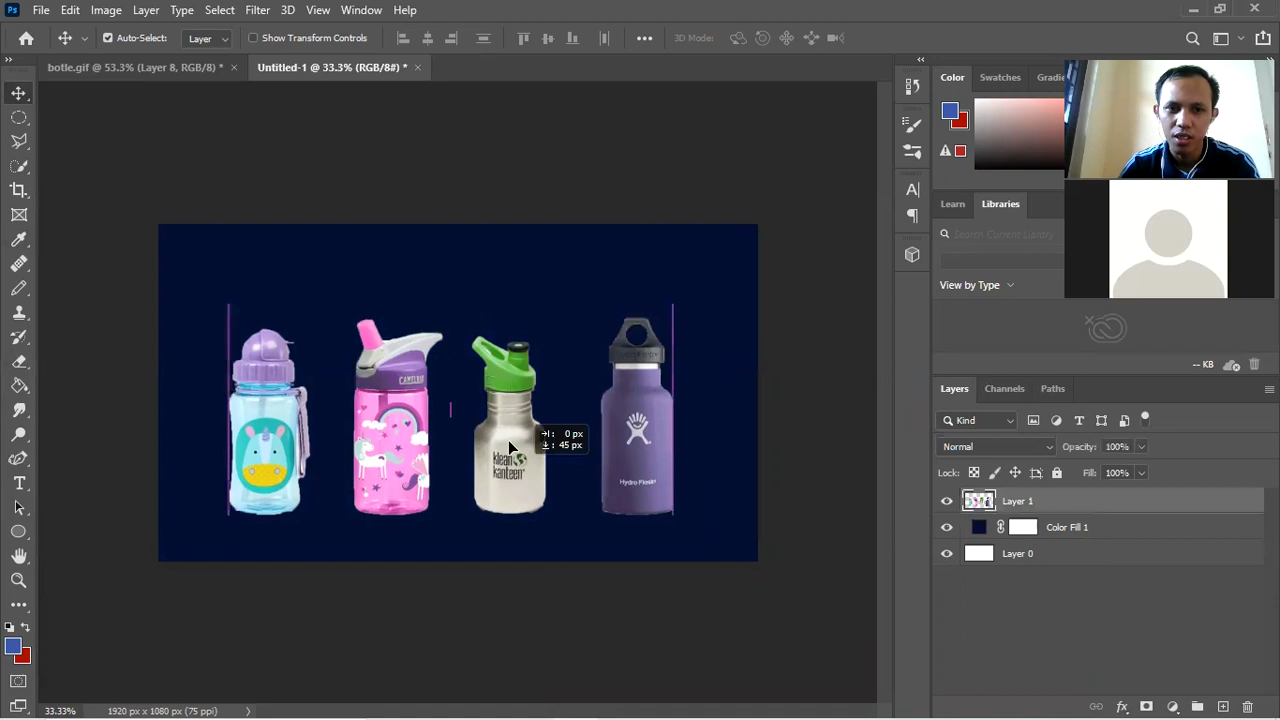 Ps File Edit Image Layer Type Select Filter 3D View Window Help
Auto-Select: Layer Show Transform Controls 3D Mode:
botle.gif @ 53.3% (Layer 8, RGB/8#) * × Untitled-1 @ 33.3% (RGB/8#) * ×
Color Swatches Gradie
Learn Libraries
Search Current Library
View by Type
-- KB
Layers Channels Paths
Kind
Normal Opacity: 100%
Lock: Fill: 100%
Layer 1
Color Fill 1
Layer 0
CAMELBAK
klean
kanteen
Hydro Flask
0 px
45 px
33.33% 1920 px x 1080 px (75 ppi)